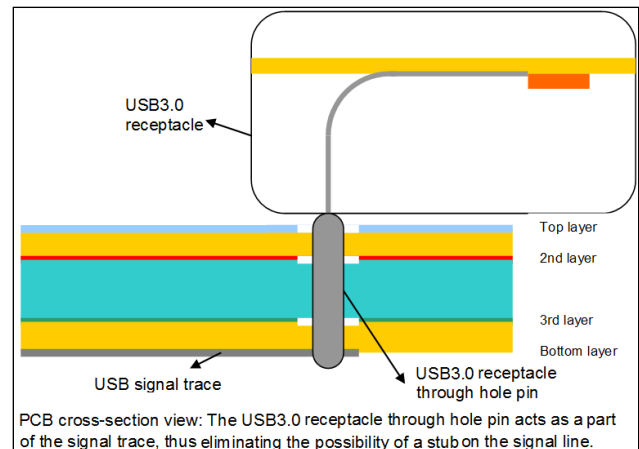 USB3.0
receptacle
Top layer
2nd layer
3rd layer
Bottom layer
USB signal trace
USB3.0 receptacle
through hole pin
PCB cross-section view: The USB3.0 receptacle through hole pin acts as a part
of the signal trace, thus eliminating the possibility of a stub on the signal line.